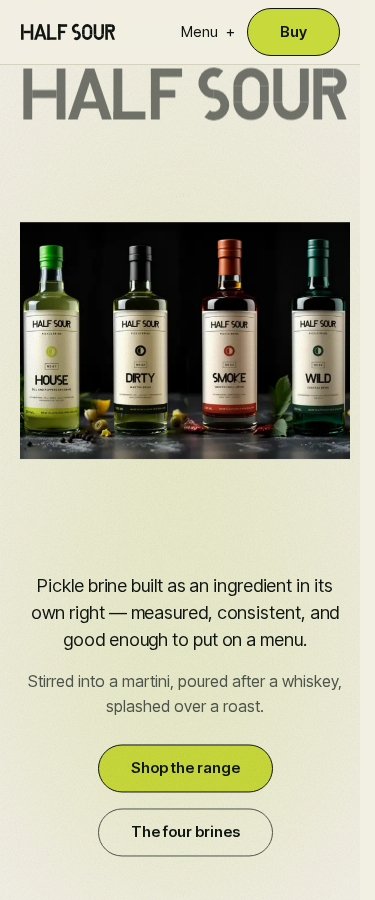 HALF SOUR
Menu +
Buy
HALF SOUR
HALF SOUR
HALF SOUR
HALF SOUR
HALF SOUR
HOUSE
DIRTY
SMOKE
WILD
Pickle brine built as an ingredient in its
own right — measured, consistent, and
good enough to put on a menu.
Stirred into a martini, poured after a whiskey,
splashed over a roast.
Shop the range
The four brines